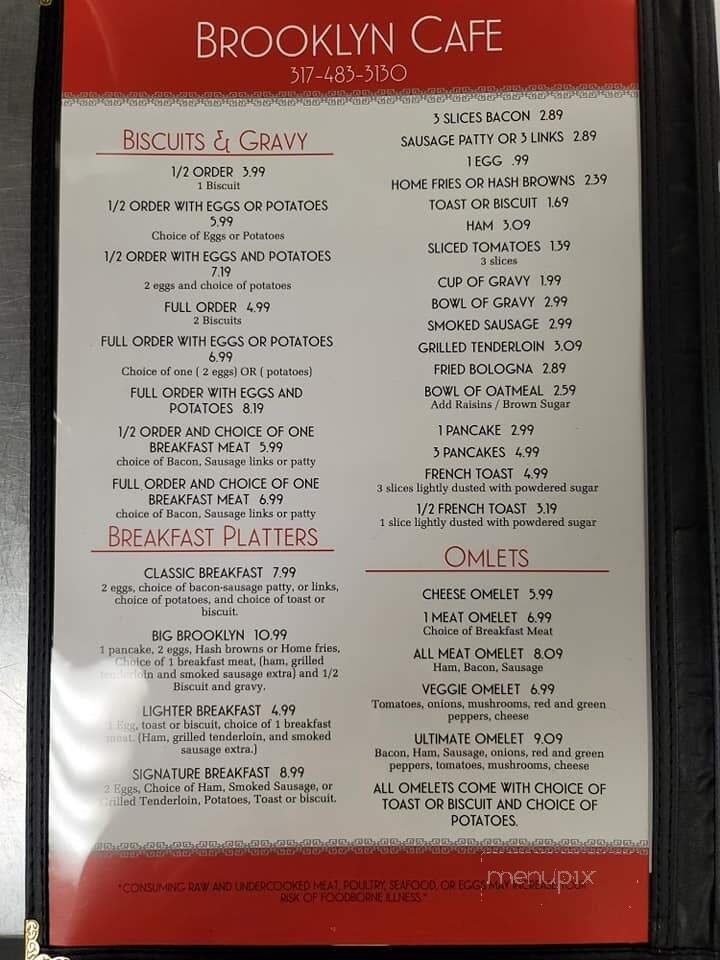 BROOKLYN CAFE
317-483-3130
BISCUITS & GRAVY
1/2 ORDER 3.99
1 Biscuit
1/2 ORDER WITH EGGS OR POTATOES
5.99
Choice of Eggs or Potatoes
1/2 ORDER WITH EGGS AND POTATOES
7.19
2 eggs and choice of potatoes
FULL ORDER 4.99
2 Biscuits
FULL ORDER WITH EGGS OR POTATOES
6.99
Choice of one ( 2 eggs) OR ( potatoes)
FULL ORDER WITH EGGS AND
POTATOES 8.19
1/2 ORDER AND CHOICE OF ONE
BREAKFAST MEAT 5.99
choice of Bacon, Sausage links or patty
FULL ORDER AND CHOICE OF ONE
BREAKFAST MEAT 6.99
choice of Bacon, Sausage links or patty
BREAKFAST PLATTERS
CLASSIC BREAKFAST 7.99
2 eggs, choice of bacon-sausage patty, or links,
choice of potatoes, and choice of toast or
biscuit.
BIG BROOKLYN 10.99
1 pancake, 2 eggs, Hash browns or Home fries,
Choice of 1 breakfast meat, (ham, grilled
tenderloin and smoked sausage extra) and 1/2
Biscuit and gravy.
LIGHTER BREAKFAST 4.99
1 Egg, toast or biscuit, choice of 1 breakfast
meat. (Ham, grilled tenderloin, and smoked
sausage extra.)
SIGNATURE BREAKFAST 8.99
2 Eggs, Choice of Ham, Smoked Sausage, or
Grilled Tenderloin, Potatoes, Toast or biscuit.
3 SLICES BACON 2.89
SAUSAGE PATTY OR 3 LINKS 2.89
1 EGG .99
HOME FRIES OR HASH BROWNS 2.39
TOAST OR BISCUIT 1.69
HAM 3.09
SLICED TOMATOES 1.39
3 slices
CUP OF GRAVY 1.99
BOWL OF GRAVY 2.99
SMOKED SAUSAGE 2.99
GRILLED TENDERLOIN 3.09
FRIED BOLOGNA 2.89
BOWL OF OATMEAL 2.59
Add Raisins / Brown Sugar
1 PANCAKE 2.99
3 PANCAKES 4.99
FRENCH TOAST 4.99
3 slices lightly dusted with powdered sugar
1/2 FRENCH TOAST 3.19
1 slice lightly dusted with powdered sugar
OMLETS
CHEESE OMELET 5.99
1 MEAT OMELET 6.99
Choice of Breakfast Meat
ALL MEAT OMELET 8.09
Ham, Bacon, Sausage
VEGGIE OMELET 6.99
Tomatoes, onions, mushrooms, red and green
peppers, cheese
ULTIMATE OMELET 9.09
Bacon, Ham, Sausage, onions, red and green
peppers, tomatoes, mushrooms, cheese
ALL OMELETS COME WITH CHOICE OF
TOAST OR BISCUIT AND CHOICE OF
POTATOES.
*CONSUMING RAW AND UNDERCOOKED MEAT, POULTRY, SEAFOOD, OR EGGS MAY INCREASE YOUR
RISK OF FOODBORNE ILLNESS.*
menupix